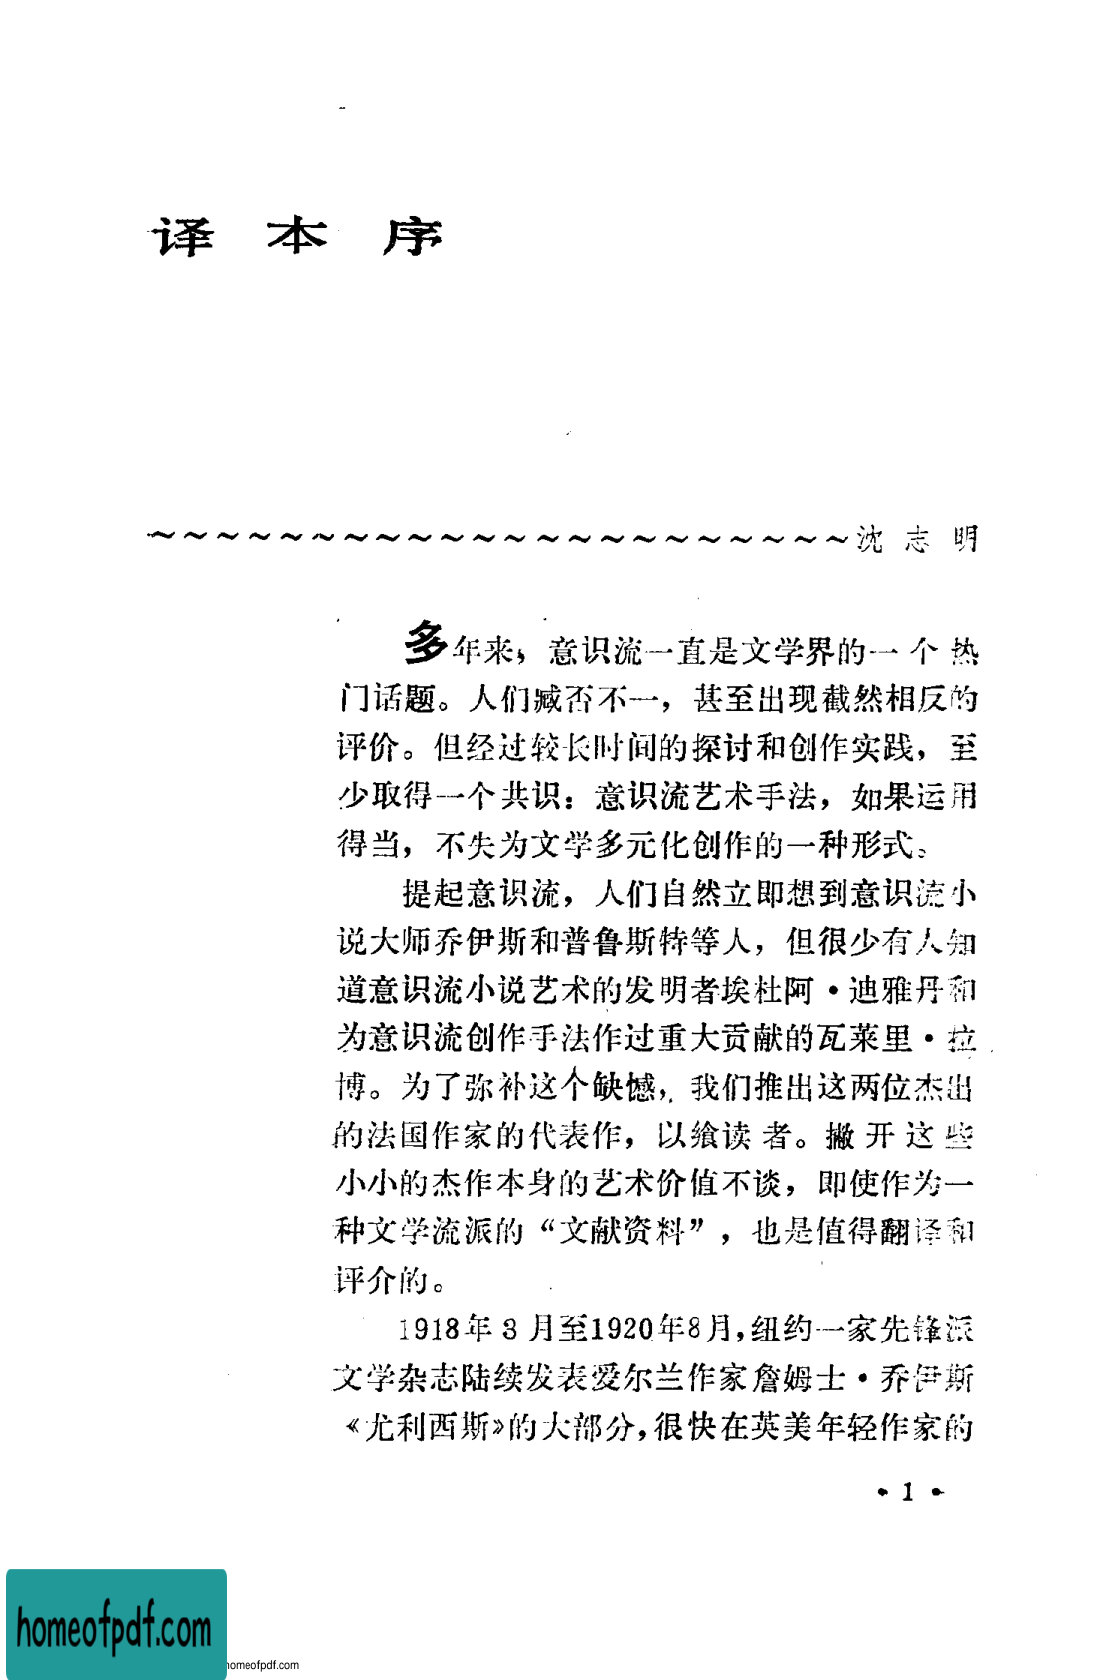 译本序
沈志明
多年来，意识流一直是文学界的一个热
门话题。人们臧否不一，甚至出现截然相反的
评价。但经过较长时间的探讨和创作实践，至
少取得一个共识：意识流艺术手法，如果运用
得当，不失为文学多元化创作的一种形式。
提起意识流，人们自然立即想到意识流小
说大师乔伊斯和普鲁斯特等人，但很少有人知
道意识流小说艺术的发明者埃杜阿·迪雅丹和
为意识流创作手法作过重大贡献的瓦莱里·拉
博。为了弥补这个缺憾，我们推出这两位杰出
的法国作家的代表作，以飨读者。撇开这些
小小的杰作本身的艺术价值不谈，即使作为一
种文学流派的“文献资料”，也是值得翻译和
评介的。
1918年3月至1920年8月，纽约一家先锋派
文学杂志陆续发表爱尔兰作家詹姆士·乔伊斯
《尤利西斯》的大部分，很快在英美年轻作家的
·1·
homeofpdf.com
homeofpdf.com